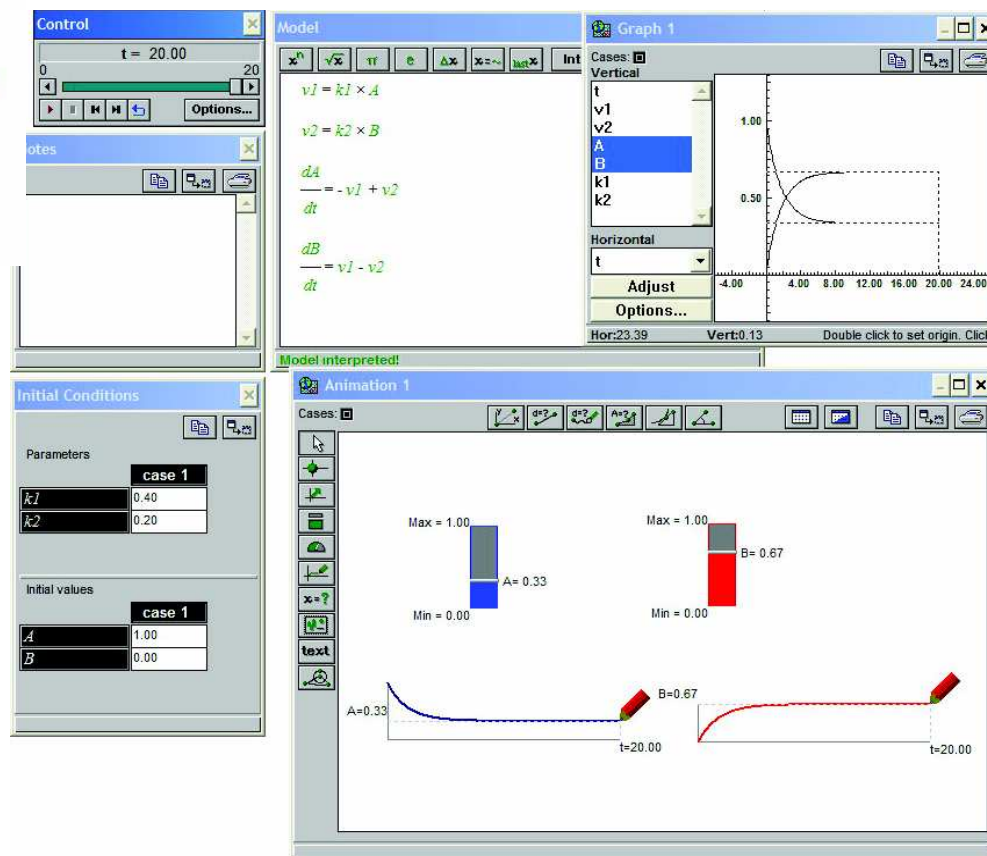 Control
t = 20.00
0 20
Options...
otes
Model
xⁿ √x π e Δx x=~ last x Int
v1 = k1 × A
v2 = k2 × B
dA
— = - v1 + v2
dt
dB
— = v1 - v2
dt
Model interpreted!
Graph 1
Cases:
Vertical
t
v1
v2
A
B
k1
k2
Horizontal
t
Adjust
Options...
1.00
0.50
-4.00 4.00 8.00 12.00 16.00 20.00 24.00
Hor:23.39 Vert:0.13 Double click to set origin. Click
Initial Conditions
Parameters
case 1
k1 0.40
k2 0.20
Initial values
case 1
A 1.00
B 0.00
Animation 1
Cases:
x=?
text
Max = 1.00
A= 0.33
Min = 0.00
Max = 1.00
B= 0.67
Min = 0.00
A=0.33
t=20.00
B=0.67
t=20.00